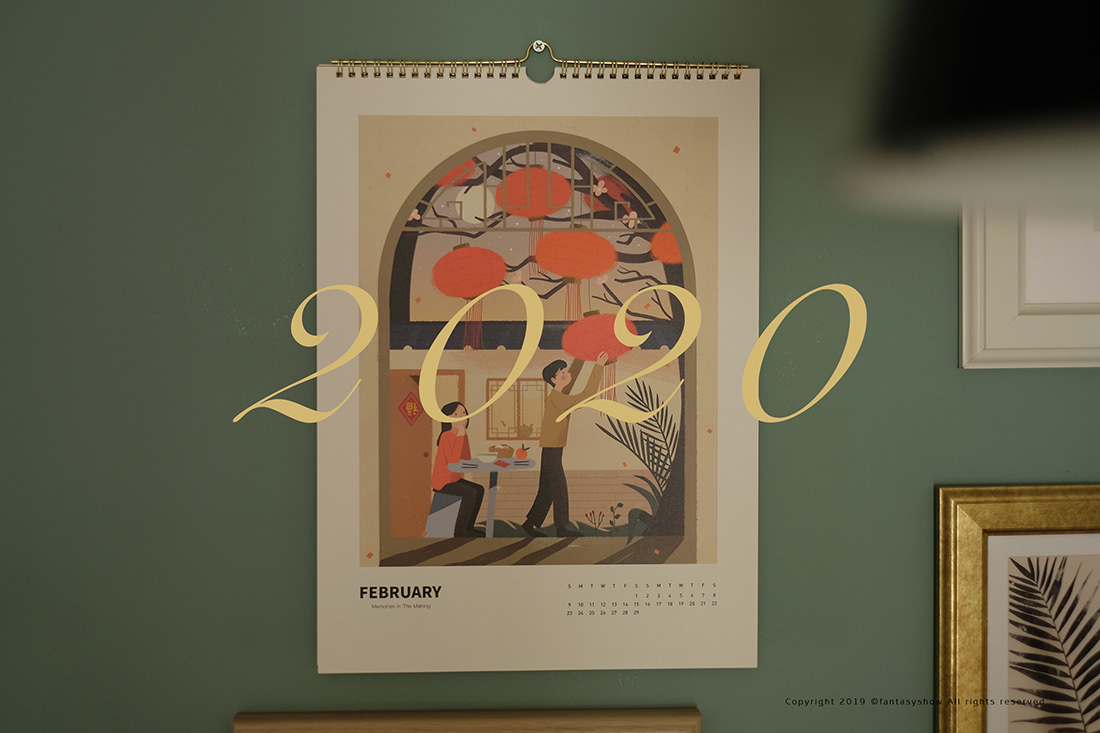 2020
福
FEBRUARY
Memories In The Making
S M T W T F S S M T W T F S
1 2 3 4 5 6 7 8
9 10 11 12 13 14 15 16 17 18 19 20 21 22
23 24 25 26 27 28 29
Copyright 2019 ©fantasyshow All rights reserved